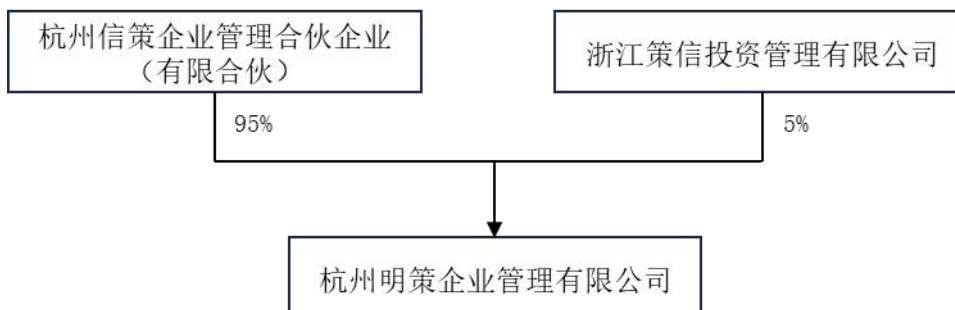 杭州信策企业管理合伙企业
（有限合伙）
浙江策信投资管理有限公司
95%
5%
杭州明策企业管理有限公司